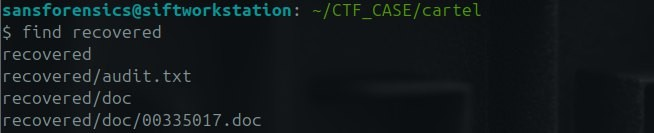 sansforensics@siftworkstation: ~/CTF_CASE/cartel
$ find recovered
recovered
recovered/audit.txt
recovered/doc
recovered/doc/00335017.doc